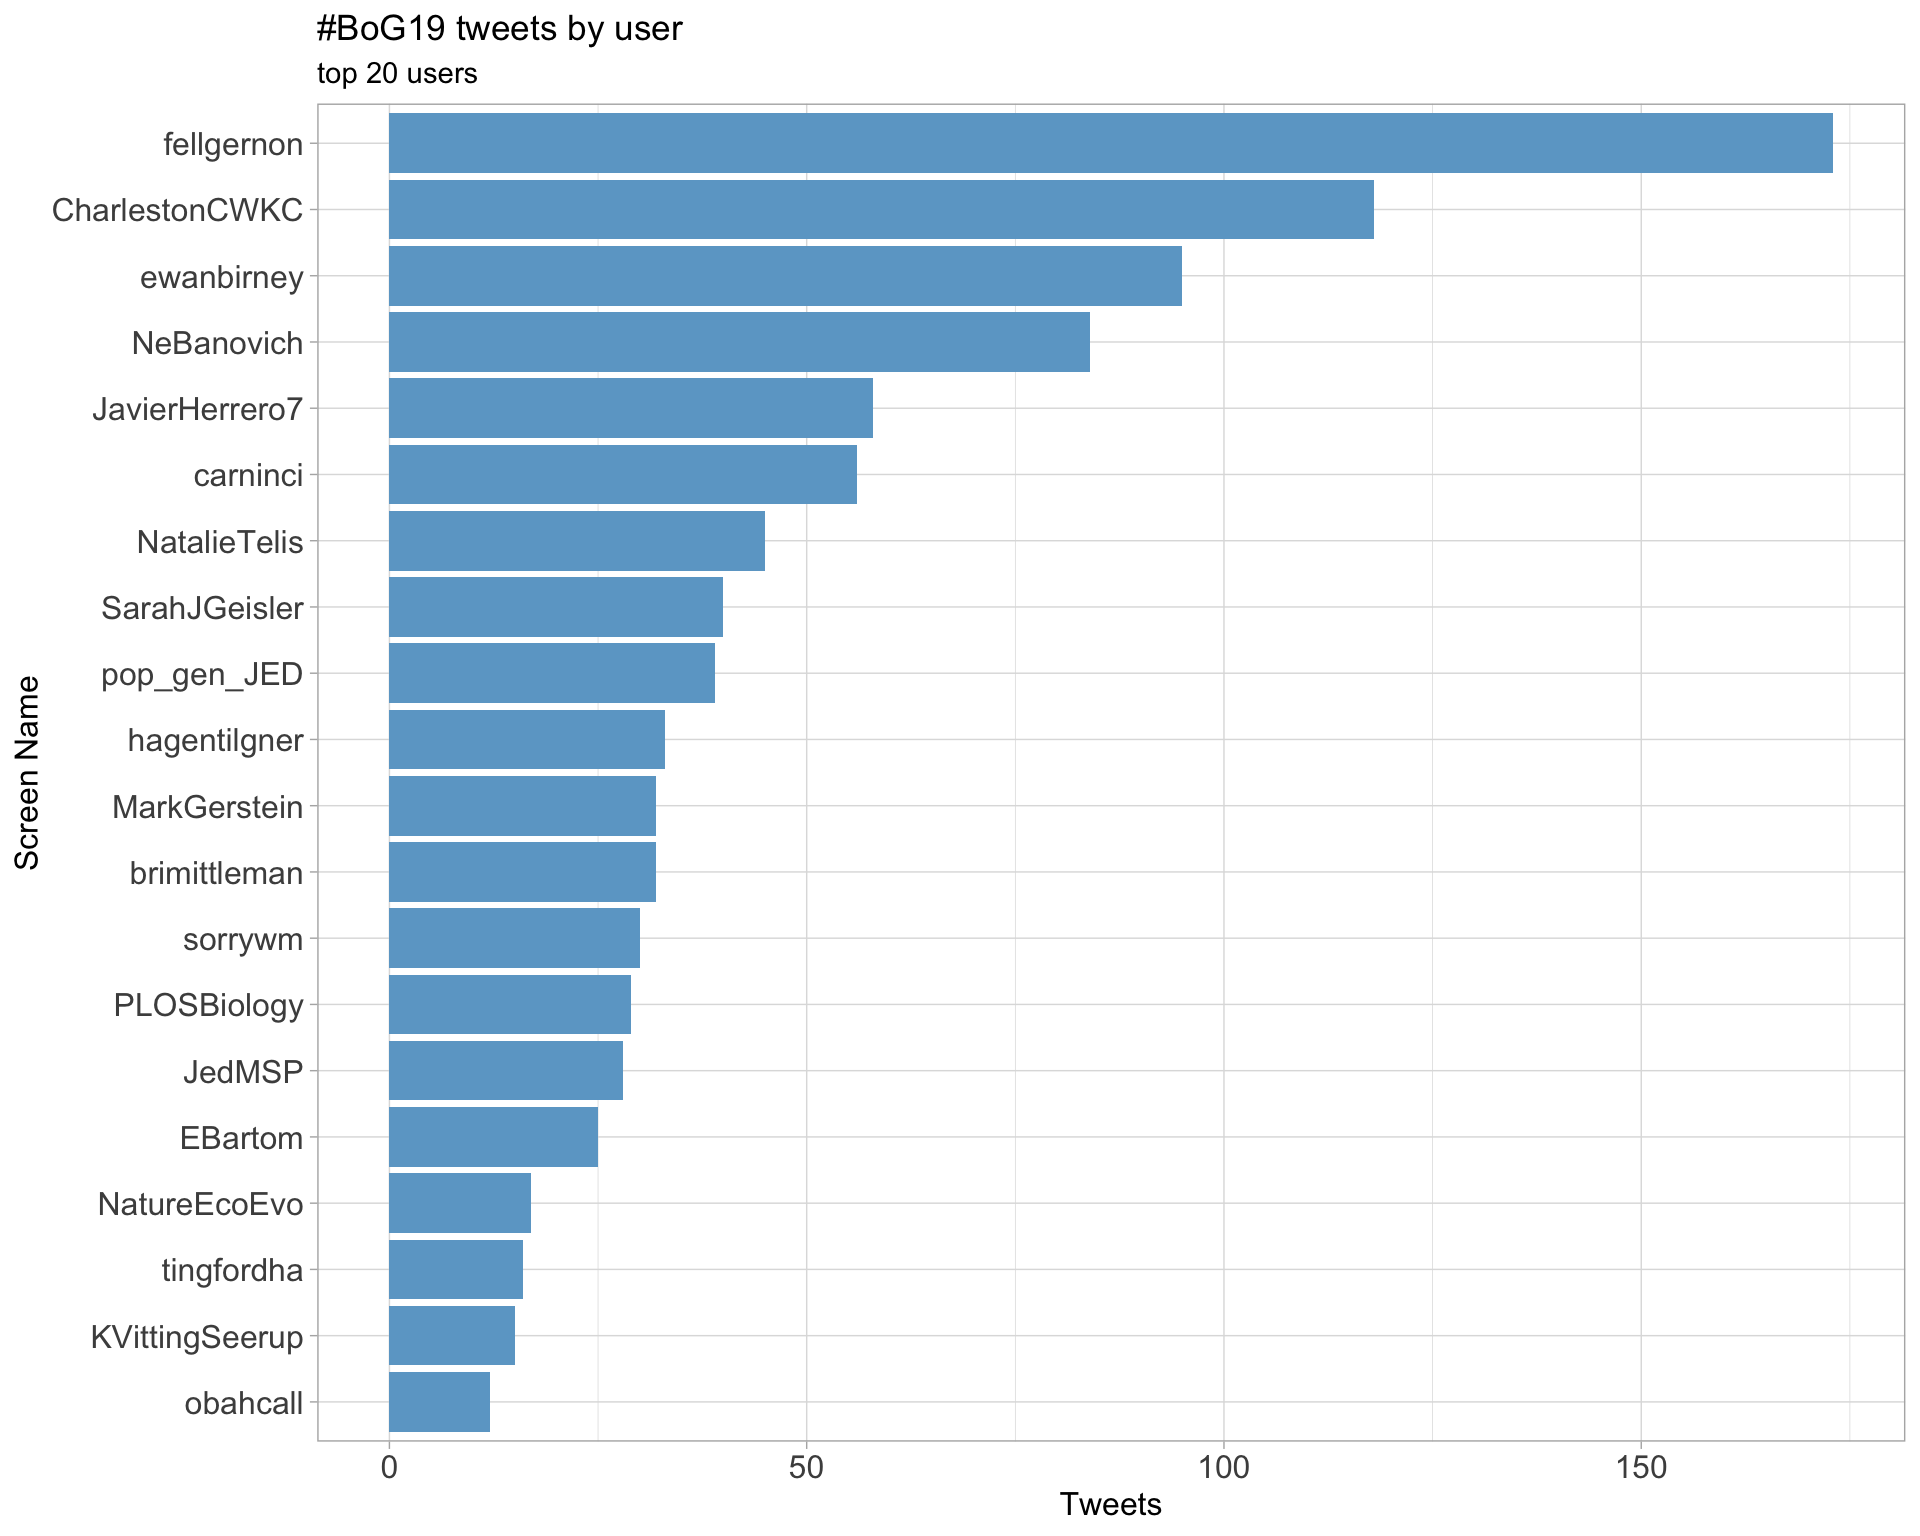 #BoG19 tweets by user
top 20 users
fellgernon
CharlestonCWKC
ewanbirney
NeBanovich
JavierHerrero7
carninci
NatalieTelis
SarahJGeisler
pop_gen_JED
hagentilgner
MarkGerstein
brimittleman
sorrywm
PLOSBiology
JedMSP
EBartom
NatureEcoEvo
tingfordha
KVittingSeerup
obahcall
Screen Name
0 50 100 150
Tweets